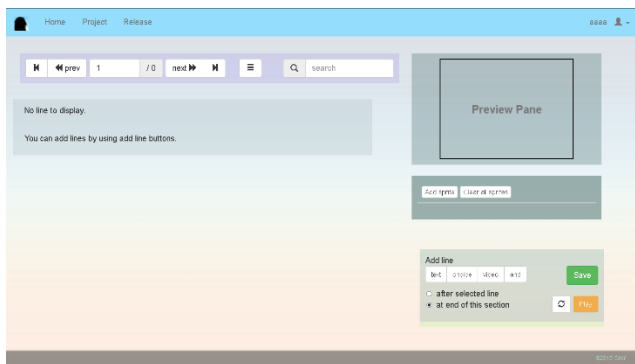 Home Project Release aaaa
prev 1 / 0 next search
No line to display.
You can add lines by using add line buttons.
Preview Pane
Add sprite Clear all sprites
Add line
text choice video end
Save
after selected line
at end of this section
Play